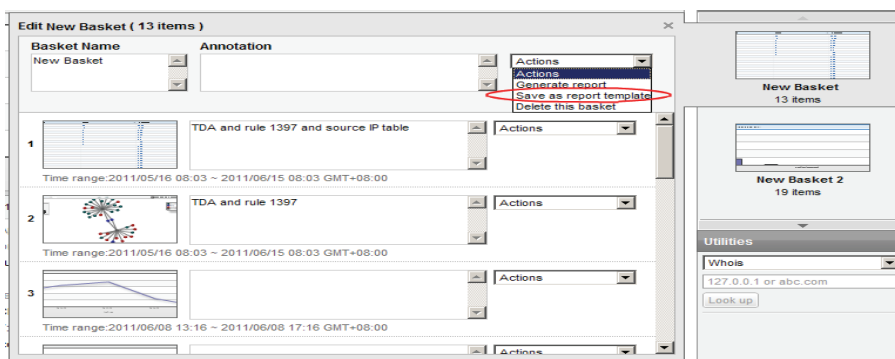 Edit New Basket ( 13 items )
Basket Name
Annotation
New Basket
Actions
Actions
Generate report
Save as report template
Delete this basket
1
TDA and rule 1397 and source IP table
Actions
Time range:2011/05/16 08:03 ~ 2011/06/15 08:03 GMT+08:00
2
TDA and rule 1397
Actions
Time range:2011/05/16 08:03 ~ 2011/06/15 08:03 GMT+08:00
3
Actions
Time range:2011/06/08 13:16 ~ 2011/06/08 17:16 GMT+08:00
Actions
New Basket
13 items
New Basket 2
19 items
Utilities
Whois
127.0.0.1 or abc.com
Look up